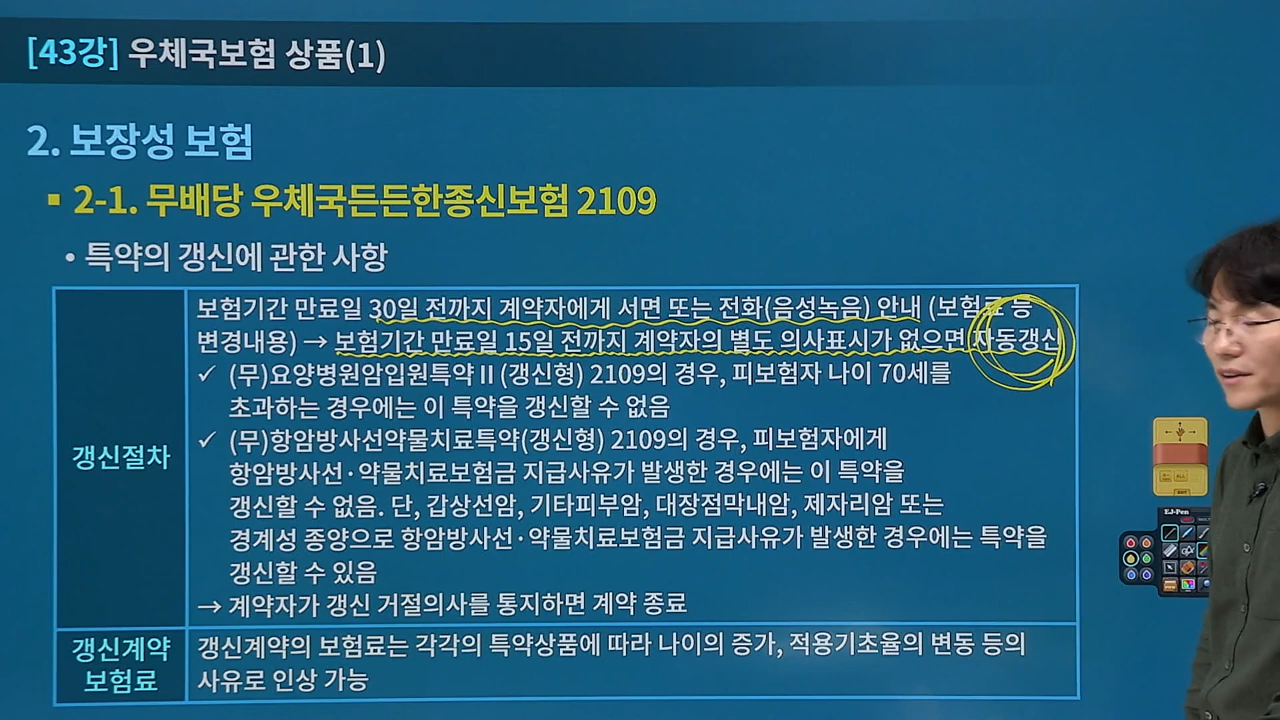 [43강] 우체국보험 상품(1)
2. 보장성 보험
▪ 2-1. 무배당 우체국든든한종신보험 2109
• 특약의 갱신에 관한 사항
갱신절차
보험기간 만료일 30일 전까지 계약자에게 서면 또는 전화(음성녹음) 안내 (보험료 등
변경내용) → 보험기간 만료일 15일 전까지 계약자의 별도 의사표시가 없으면 자동갱신
✓ (무)요양병원암입원특약Ⅱ(갱신형) 2109의 경우, 피보험자 나이 70세를
초과하는 경우에는 이 특약을 갱신할 수 없음
✓ (무)항암방사선약물치료특약(갱신형) 2109의 경우, 피보험자에게
항암방사선·약물치료보험금 지급사유가 발생한 경우에는 이 특약을
갱신할 수 없음. 단, 갑상선암, 기타피부암, 대장점막내암, 제자리암 또는
경계성 종양으로 항암방사선·약물치료보험금 지급사유가 발생한 경우에는 특약을
갱신할 수 있음
→ 계약자가 갱신 거절의사를 통지하면 계약 종료
갱신계약
보험료
갱신계약의 보험료는 각각의 특약상품에 따라 나이의 증가, 적용기초율의 변동 등의
사유로 인상 가능
EJ-Pen